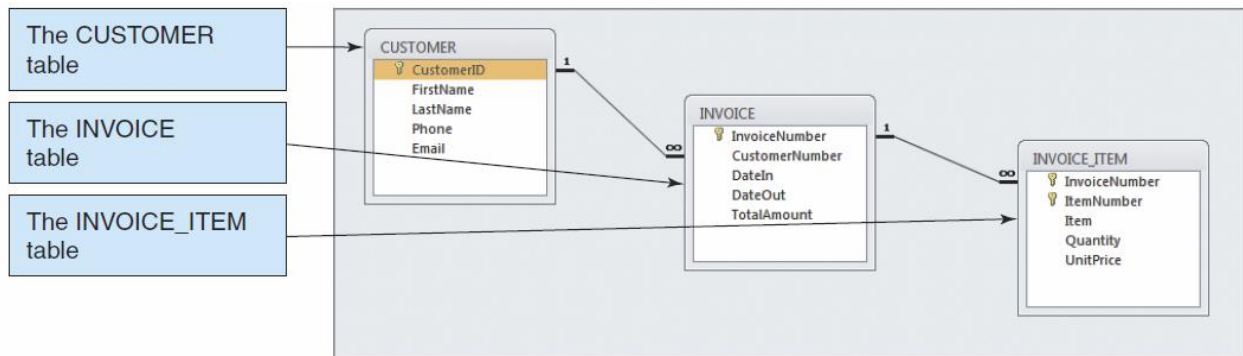 The CUSTOMER
table
The INVOICE
table
The INVOICE_ITEM
table
CUSTOMER
CustomerID
FirstName
LastName
Phone
Email
1
∞
INVOICE
InvoiceNumber
CustomerNumber
DateIn
DateOut
TotalAmount
1
∞
INVOICE_ITEM
InvoiceNumber
ItemNumber
Item
Quantity
UnitPrice